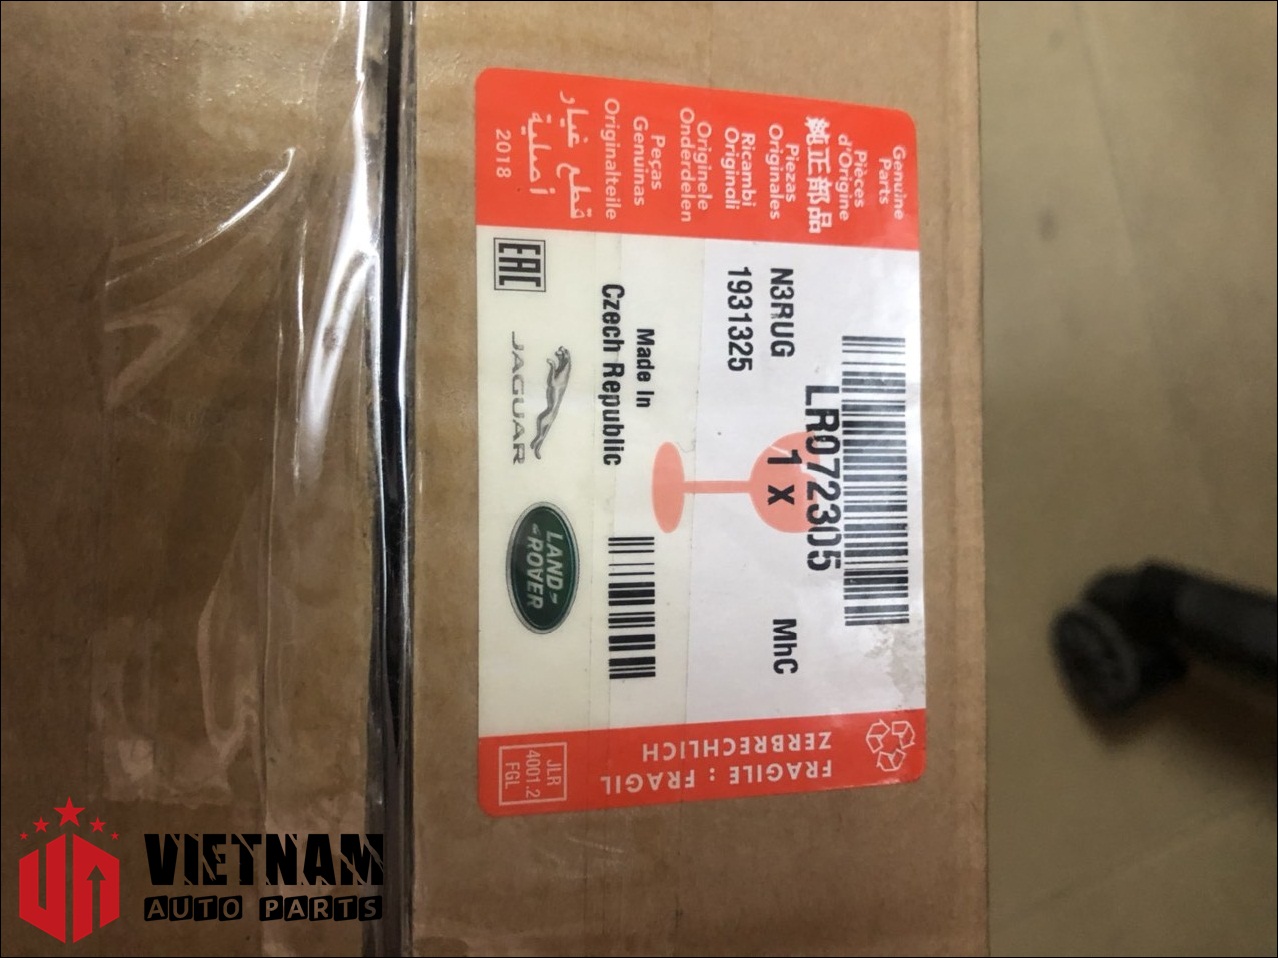 Genuine
Parts
Pièces
d'Origine
純正部品
Piezas
Originales
Ricambi
Originali
Originele
Onderdelen
Peças
Genuinas
Originalteile
قطع غيار
أصلية
2018
LR072305
N3RUG
1 X
MhC
1931325
Made In
Czech Republic
EAC
JAGUAR
LAND-
-ROVER
FRAGILE : FRAGIL
ZERBRECHLICH
JLR
4001.2
FGL
VIETNAM
AUTO PARTS